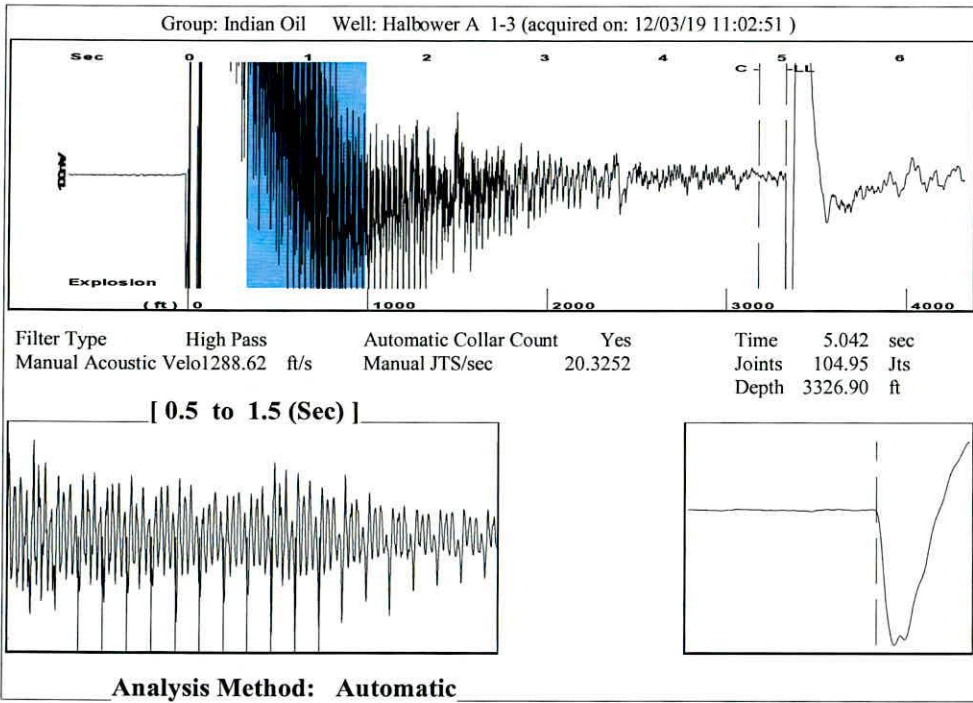 Group: Indian Oil Well: Halbower A 1-3 (acquired on: 12/03/19 11:02:51 )
Sec 0 1 2 3 4 5 6
C LL
Explosion
(ft) 0 1000 2000 3000 4000
Filter Type High Pass Automatic Collar Count Yes Time 5.042 sec
Manual Acoustic Velo1288.62 ft/s Manual JTS/sec 20.3252 Joints 104.95 Jts
Depth 3326.90 ft
[ 0.5 to 1.5 (Sec) ]
Analysis Method: Automatic